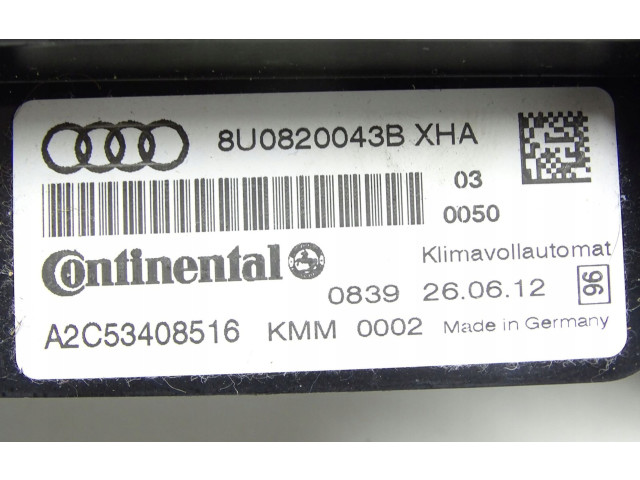 8U0820043B XHA
03
0050
Continental
Klimavollautomat
0839 26.06.12 96
A2C53408516 KMM 0002 Made in Germany